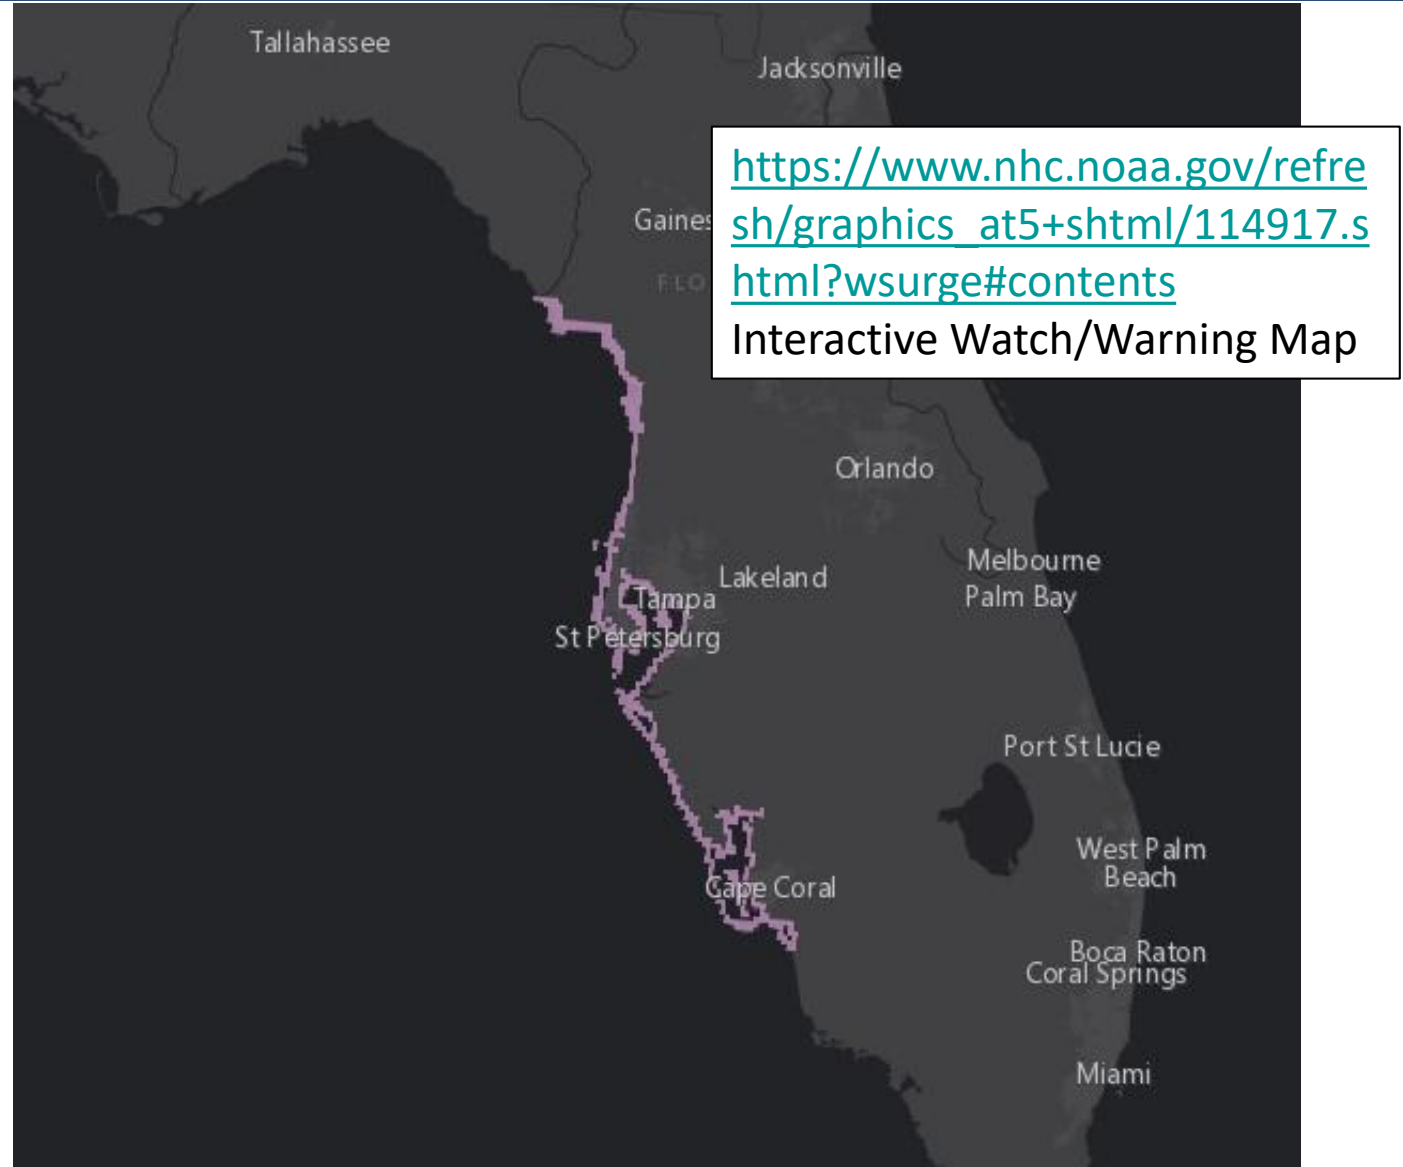 Tallahassee
Jacksonville
https://www.nhc.noaa.gov/refre
sh/graphics_at5+shtml/114917.s
html?wsurge#contents
Interactive Watch/Warning Map
Gaines
FLO
Orlando
Melbourne
Palm Bay
Lakeland
Tampa
St Petersburg
Port St Lucie
West Palm
Beach
Cape Coral
Boca Raton
Coral Springs
Miami